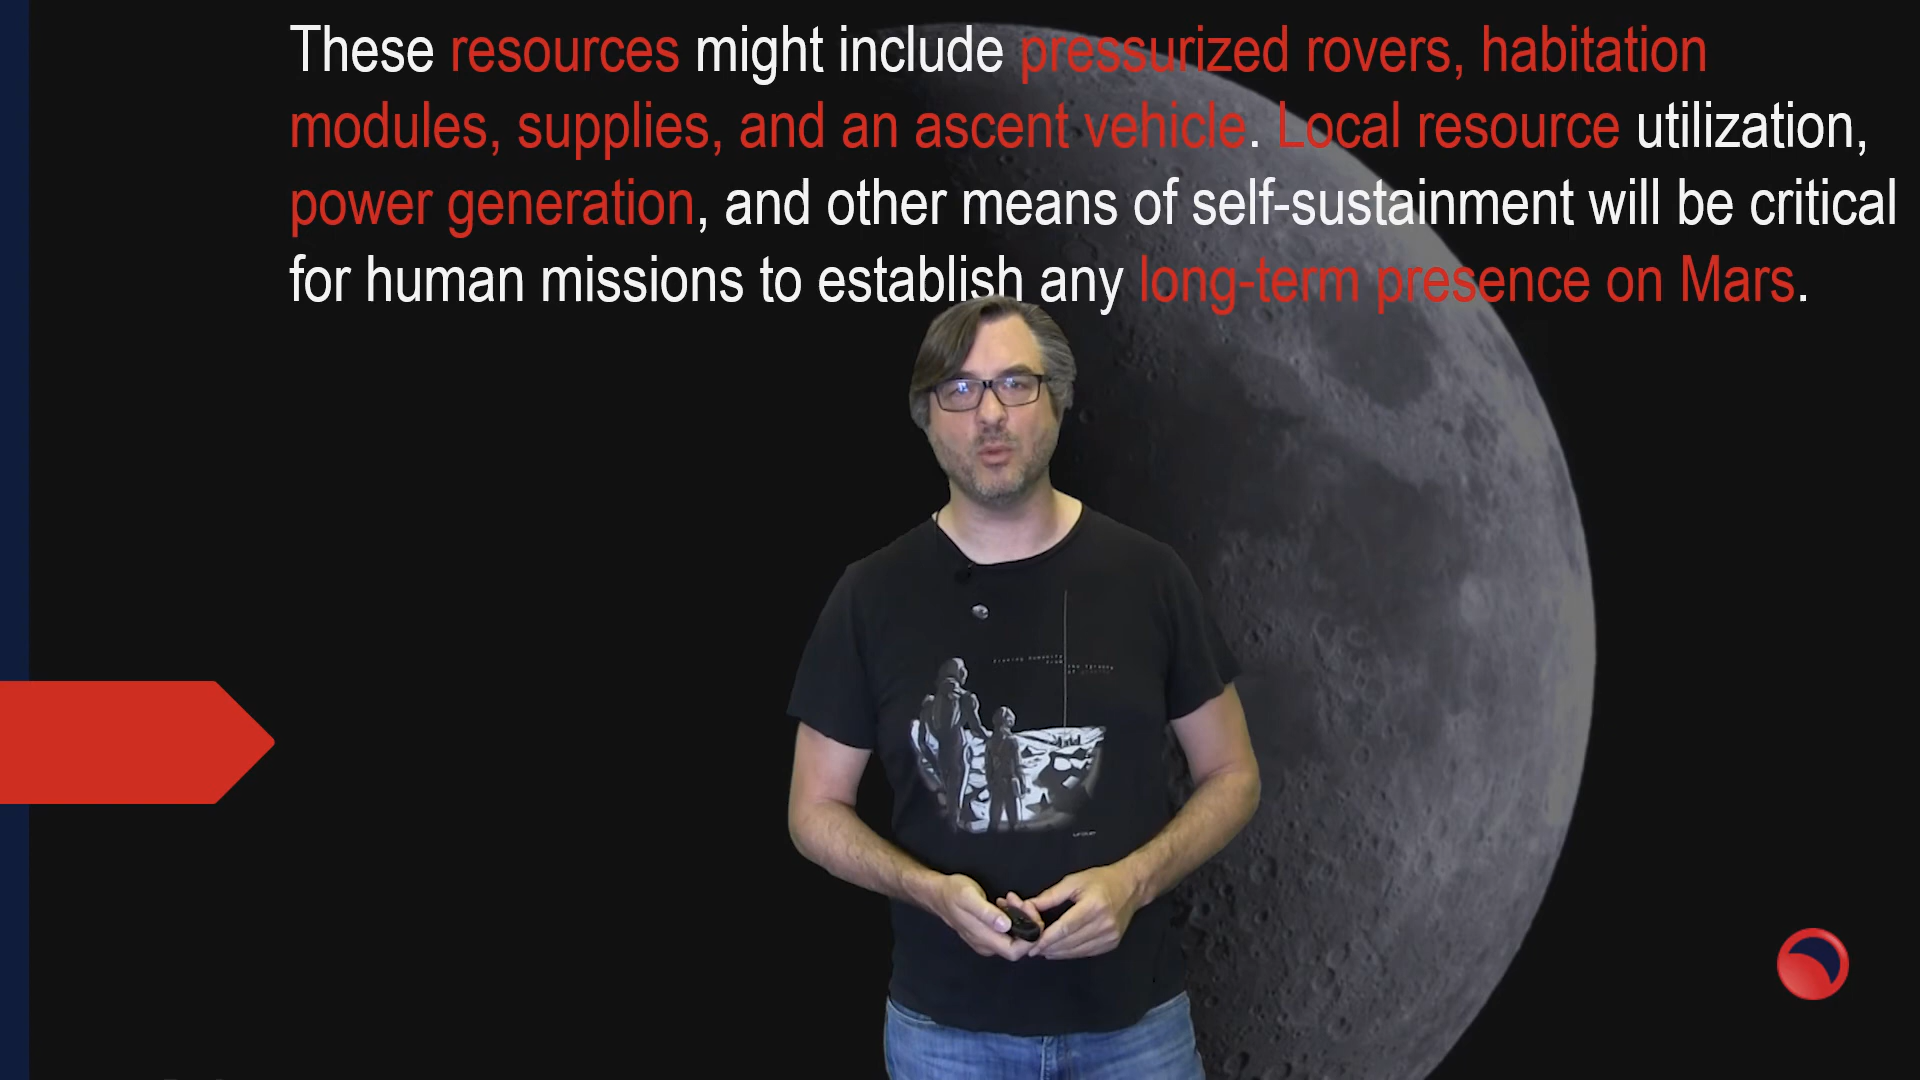 These resources might include pressurized rovers, habitation
modules, supplies, and an ascent vehicle. Local resource utilization,
power generation, and other means of self-sustainment will be critical
for human missions to establish any long-term presence on Mars.